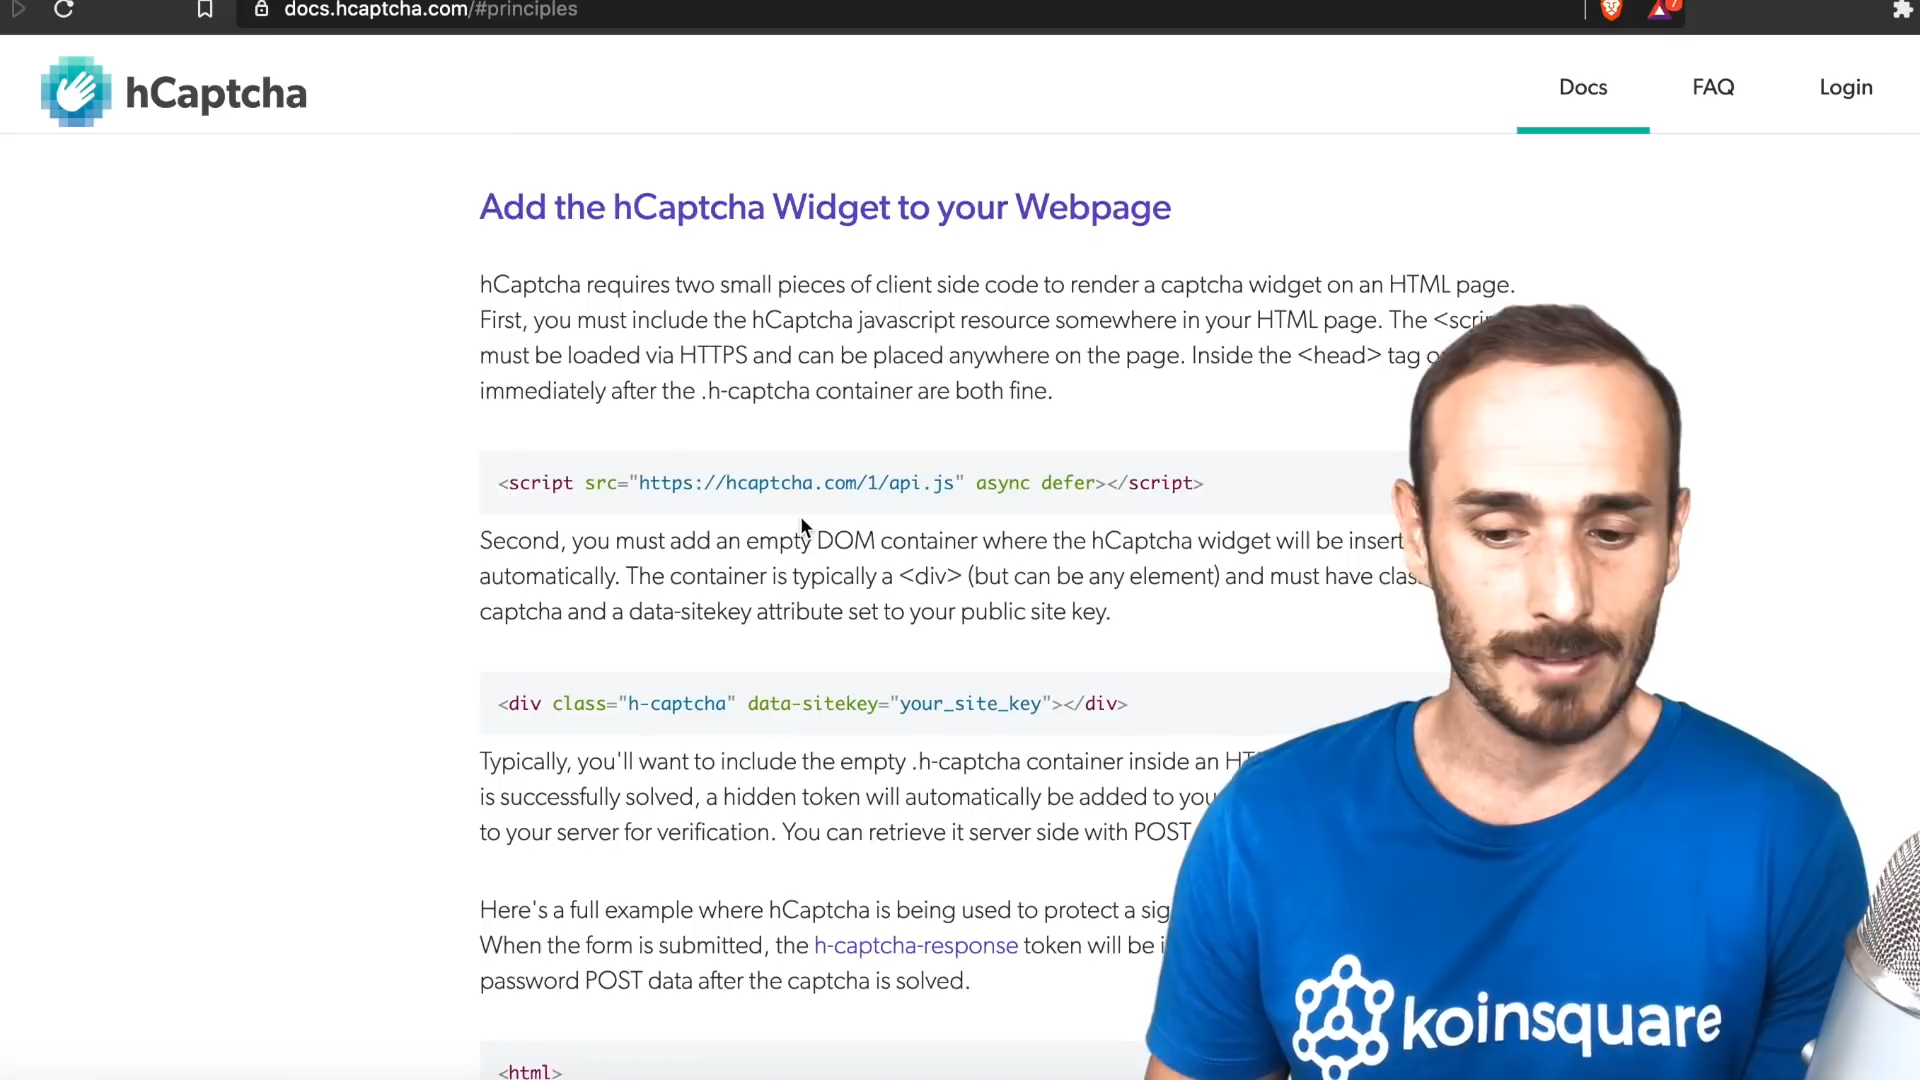 docs.hcaptcha.com/#principles
7
hCaptcha
Docs
FAQ
Login
Add the hCaptcha Widget to your Webpage
hCaptcha requires two small pieces of client side code to render a captcha widget on an HTML page.
First, you must include the hCaptcha javascript resource somewhere in your HTML page. The <scri
must be loaded via HTTPS and can be placed anywhere on the page. Inside the <head> tag o
immediately after the .h-captcha container are both fine.
<script src="https://hcaptcha.com/1/api.js" async defer></script>
Second, you must add an empty DOM container where the hCaptcha widget will be insert
automatically. The container is typically a <div> (but can be any element) and must have clas
captcha and a data-sitekey attribute set to your public site key.
<div class="h-captcha" data-sitekey="your_site_key"></div>
Typically, you'll want to include the empty .h-captcha container inside an HT
is successfully solved, a hidden token will automatically be added to you
to your server for verification. You can retrieve it server side with POST
Here's a full example where hCaptcha is being used to protect a sig
When the form is submitted, the h-captcha-response token will be i
password POST data after the captcha is solved.
<html>
koinsquare